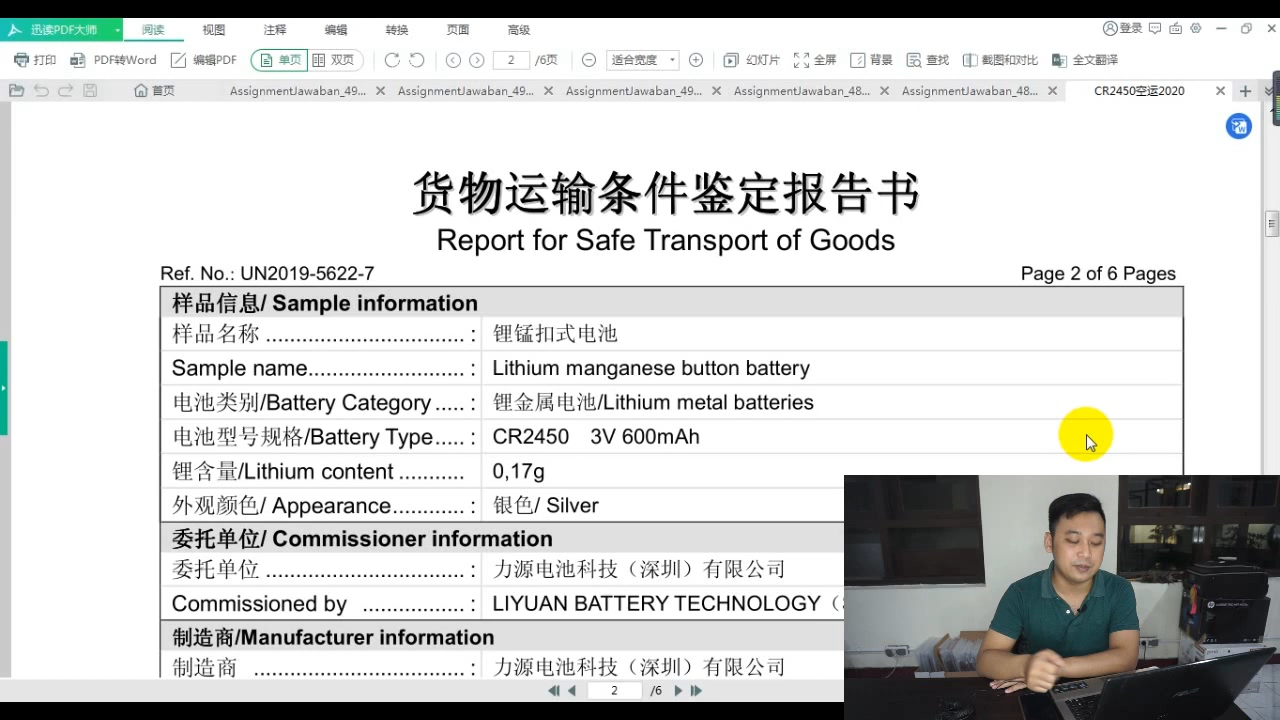 迅读PDF大师 阅读 视图 注释 编辑 转换 页面 高级 登录
打印 PDF转Word 编辑PDF 单页 双页 2 /6页 适合宽度 幻灯片 全屏 背景 查找 截图和对比 全文翻译
首页 AssignmentJawaban_49... AssignmentJawaban_49... AssignmentJawaban_49... AssignmentJawaban_48... AssignmentJawaban_48... CR2450空运2020
货物运输条件鉴定报告书
Report for Safe Transport of Goods
Ref. No.: UN2019-5622-7 Page 2 of 6 Pages
样品信息/ Sample information
样品名称 ................................. : 锂锰扣式电池
Sample name.......................... : Lithium manganese button battery
电池类别/Battery Category ..... : 锂金属电池/Lithium metal batteries
电池型号规格/Battery Type..... : CR2450 3V 600mAh
锂含量/Lithium content ........... 0,17g
外观颜色/ Appearance............ : 银色/ Silver
委托单位/ Commissioner information
委托单位 ................................. : 力源电池科技（深圳）有限公司
Commissioned by ................. : LIYUAN BATTERY TECHNOLOGY（
制造商/Manufacturer information
制造商 ................................... : 力源电池科技（深圳）有限公司
2 /6